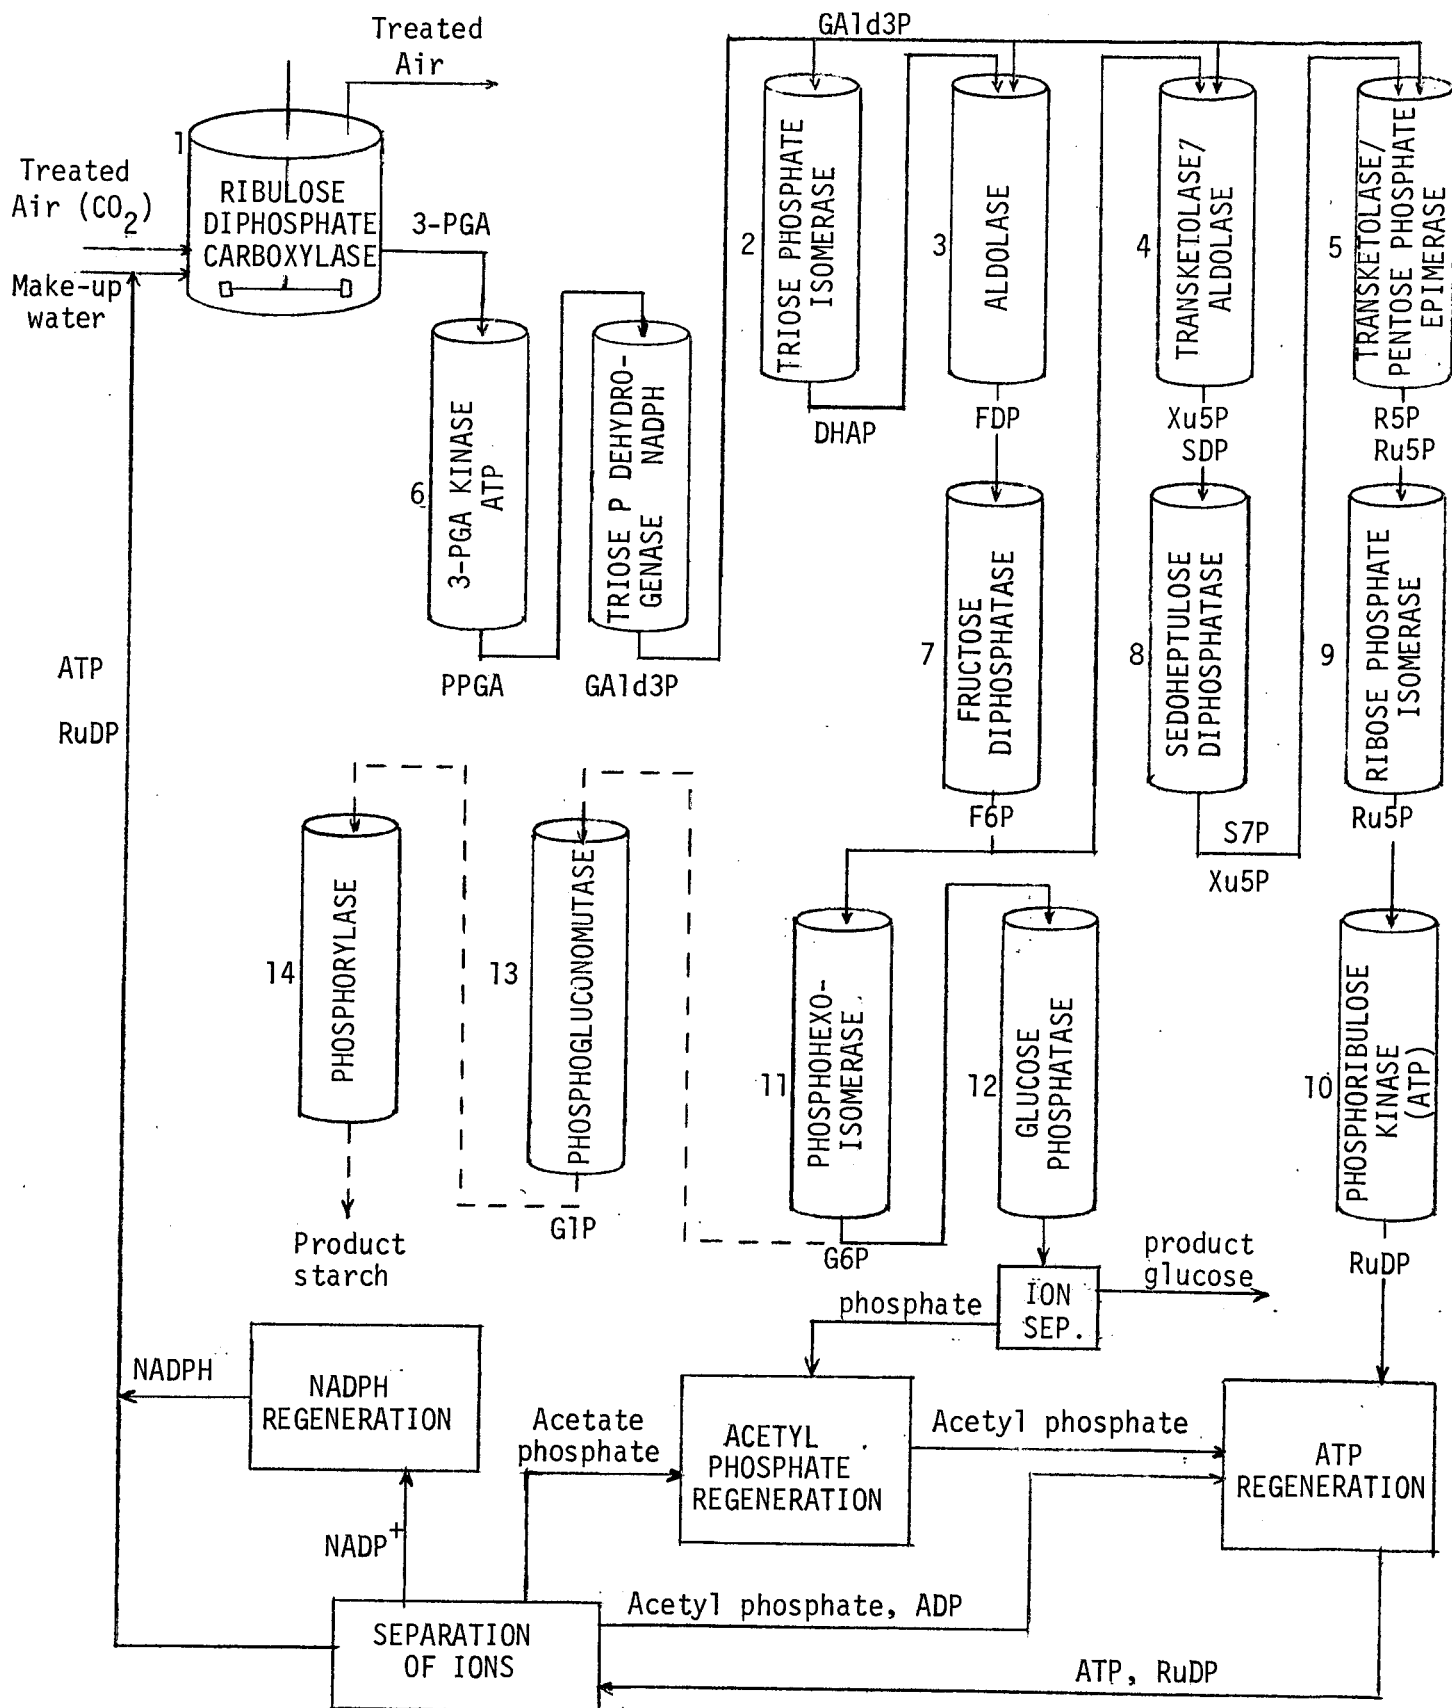 GAld3P
Treated
Air
1
Treated
Air (CO2)
Make-up
water
RIBULOSE
DIPHOSPHATE
CARBOXYLASE
3-PGA
2
TRIOSE PHOSPHATE
ISOMERASE
3
ALDOLASE
4
TRANSKETOLASE/
ALDOLASE
5
TRANSKETOLASE/
PENTOSE PHOSPHATE
EPIMERASE
DHAP
FDP
Xu5P
SDP
R5P
Ru5P
6
3-PGA KINASE
ATP
TRIOSE P DEHYDRO-
GENASE NADPH
PPGA
GAld3P
7
FRUCTOSE
DIPHOSPHATASE
8
SEDOHEPTULOSE
DIPHOSPHATASE
9
RIBOSE PHOSPHATE
ISOMERASE
ATP
RuDP
F6P
S7P
Xu5P
Ru5P
14
PHOSPHORYLASE
13
PHOSPHOGLUCONOMUTASE
11
PHOSPHOHEXO-
ISOMERASE
12
GLUCOSE
PHOSPHATASE
10
PHOSPHORIBULOSE
KINASE
(ATP)
Product
starch
G1P
G6P
RuDP
product
glucose
ION
SEP.
phosphate
NADPH
NADPH
REGENERATION
Acetate
phosphate
ACETYL
PHOSPHATE
REGENERATION
Acetyl phosphate
ATP
REGENERATION
NADP+
Acetyl phosphate, ADP
SEPARATION
OF IONS
ATP, RuDP